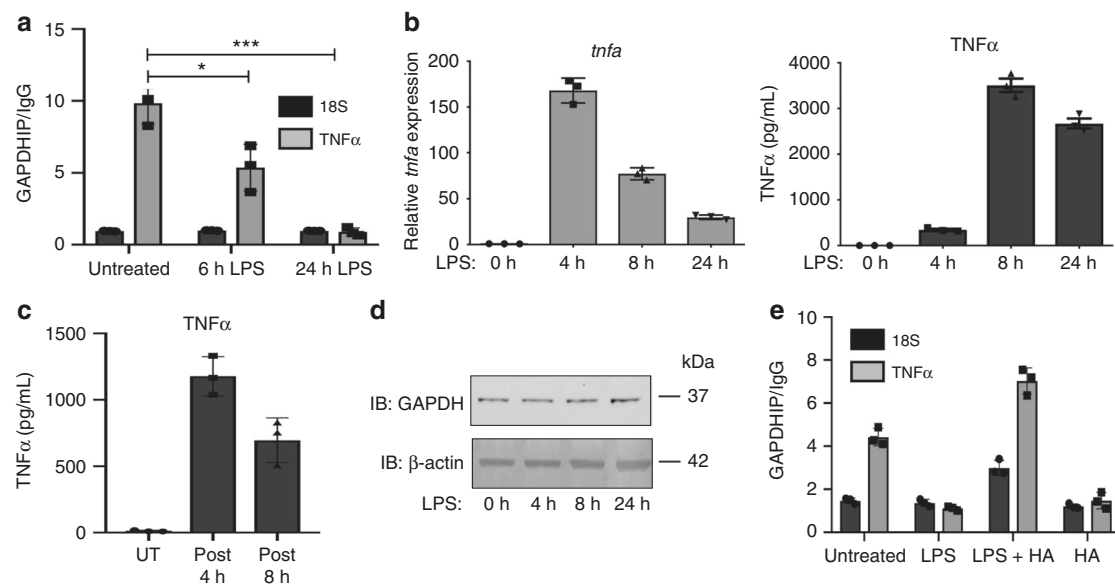 a
GAPDHIP/IgG
15
10
5
0
***
*
18S
TNFα
Untreated
6 h LPS
24 h LPS
b
tnfa
Relative tnfa expression
200
150
100
50
0
LPS:
0 h
4 h
8 h
24 h
TNFα
TNFα (pg/mL)
4000
3000
2000
1000
0
LPS:
0 h
4 h
8 h
24 h
c
TNFα
TNFα (pg/mL)
1500
1000
500
0
UT
Post 4 h
Post 8 h
d
kDa
IB: GAPDH
37
IB: β-actin
42
LPS:
0 h
4 h
8 h
24 h
e
GAPDHIP/IgG
10
8
6
4
2
0
18S
TNFα
Untreated
LPS
LPS + HA
HA